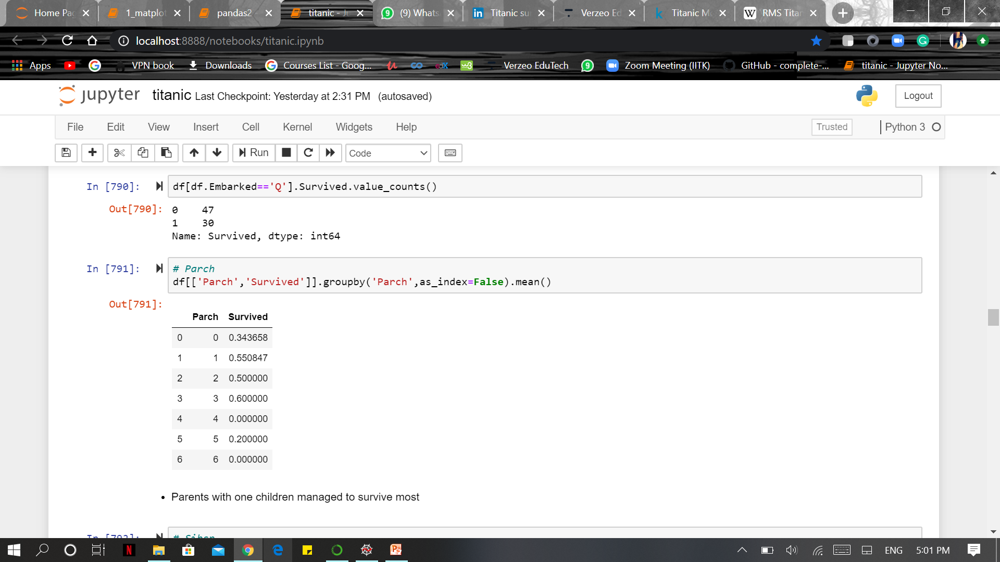 Home Pa
1_matplo
pandas2 -
titanic - Ju
(9) Whats
Titanic su
Verzeo Ed
Titanic M
RMS Titan
localhost:8888/notebooks/titanic.ipynb
Apps
VPN book
Downloads
Courses List - Goog...
Verzeo EduTech
Zoom Meeting (IITK)
GitHub - complete-...
titanic - Jupyter No...
jupyter titanic Last Checkpoint: Yesterday at 2:31 PM (autosaved)
Logout
File Edit View Insert Cell Kernel Widgets Help
Trusted
Python 3
Run
Code
In [790]: df[df.Embarked=='Q'].Survived.value_counts()
Out[790]: 0 47
1 30
Name: Survived, dtype: int64
In [791]: # Parch
df[['Parch','Survived']].groupby('Parch',as_index=False).mean()
Out[791]:
Parch Survived
0 0 0.343658
1 1 0.550847
2 2 0.500000
3 3 0.600000
4 4 0.000000
5 5 0.200000
6 6 0.000000
• Parents with one children managed to survive most
ENG 5:01 PM